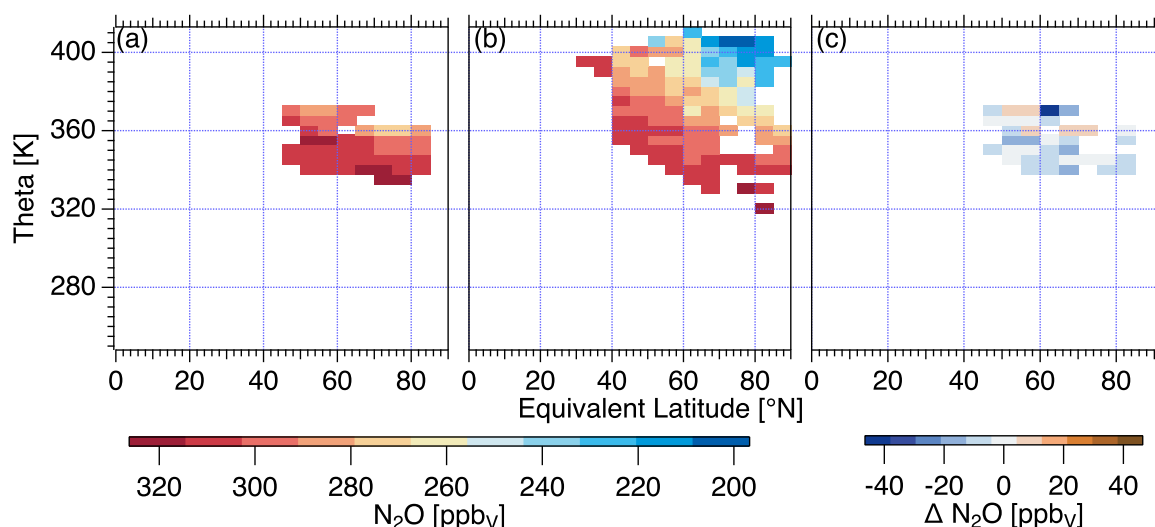 (a) (b) (c)
400
360
320
280
Theta [K]
0 20 40 60 80 0 20 40 60 80 0 20 40 60 80
Equivalent Latitude [°N]
320 300 280 260 240 220 200
N₂O [ppbᵥ]
-40 -20 0 20 40
Δ N₂O [ppbᵥ]